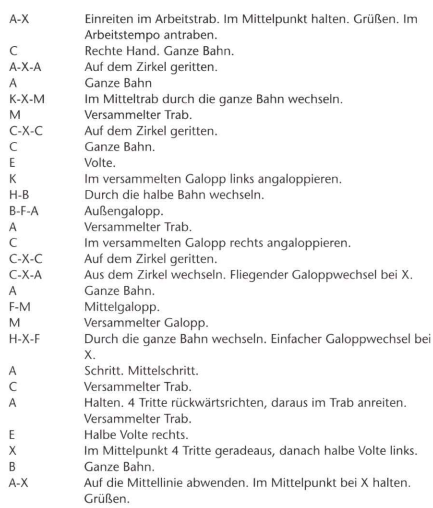 A-X Einreiten im Arbeitstrab. Im Mittelpunkt halten. Grüßen. Im
Arbeitstempo antraben.
C Rechte Hand. Ganze Bahn.
A-X-A Auf dem Zirkel geritten.
A Ganze Bahn
K-X-M Im Mitteltrab durch die ganze Bahn wechseln.
M Versammelter Trab.
C-X-C Auf dem Zirkel geritten.
C Ganze Bahn.
E Volte.
K Im versammelten Galopp links angaloppieren.
H-B Durch die halbe Bahn wechseln.
B-F-A Außengalopp.
A Versammelter Trab.
C Im versammelten Galopp rechts angaloppieren.
C-X-C Auf dem Zirkel geritten.
C-X-A Aus dem Zirkel wechseln. Fliegender Galoppwechsel bei X.
A Ganze Bahn.
F-M Mittelgalopp.
M Versammelter Galopp.
H-X-F Durch die ganze Bahn wechseln. Einfacher Galoppwechsel bei
X.
A Schritt. Mittelschritt.
C Versammelter Trab.
A Halten. 4 Tritte rückwärtsrichten, daraus im Trab anreiten.
Versammelter Trab.
E Halbe Volte rechts.
X Im Mittelpunkt 4 Tritte geradeaus, danach halbe Volte links.
B Ganze Bahn.
A-X Auf die Mittellinie abwenden. Im Mittelpunkt bei X halten.
Grüßen.